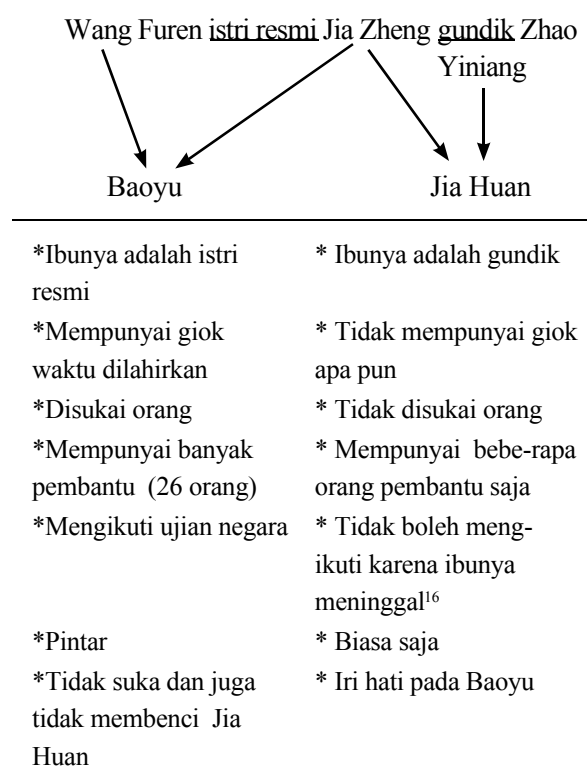 Wang Furen istri resmi Jia Zheng gundik Zhao
Yiniang
Baoyu
Jia Huan
*Ibunya adalah istri
resmi
* Ibunya adalah gundik
*Mempunyai giok
waktu dilahirkan
* Tidak mempunyai giok
apa pun
*Disukai orang
* Tidak disukai orang
*Mempunyai banyak
pembantu (26 orang)
* Mempunyai bebe-rapa
orang pembantu saja
*Mengikuti ujian negara
* Tidak boleh meng-
ikuti karena ibunya
meninggal¹⁶
*Pintar
* Biasa saja
*Tidak suka dan juga
tidak membenci Jia
Huan
* Iri hati pada Baoyu